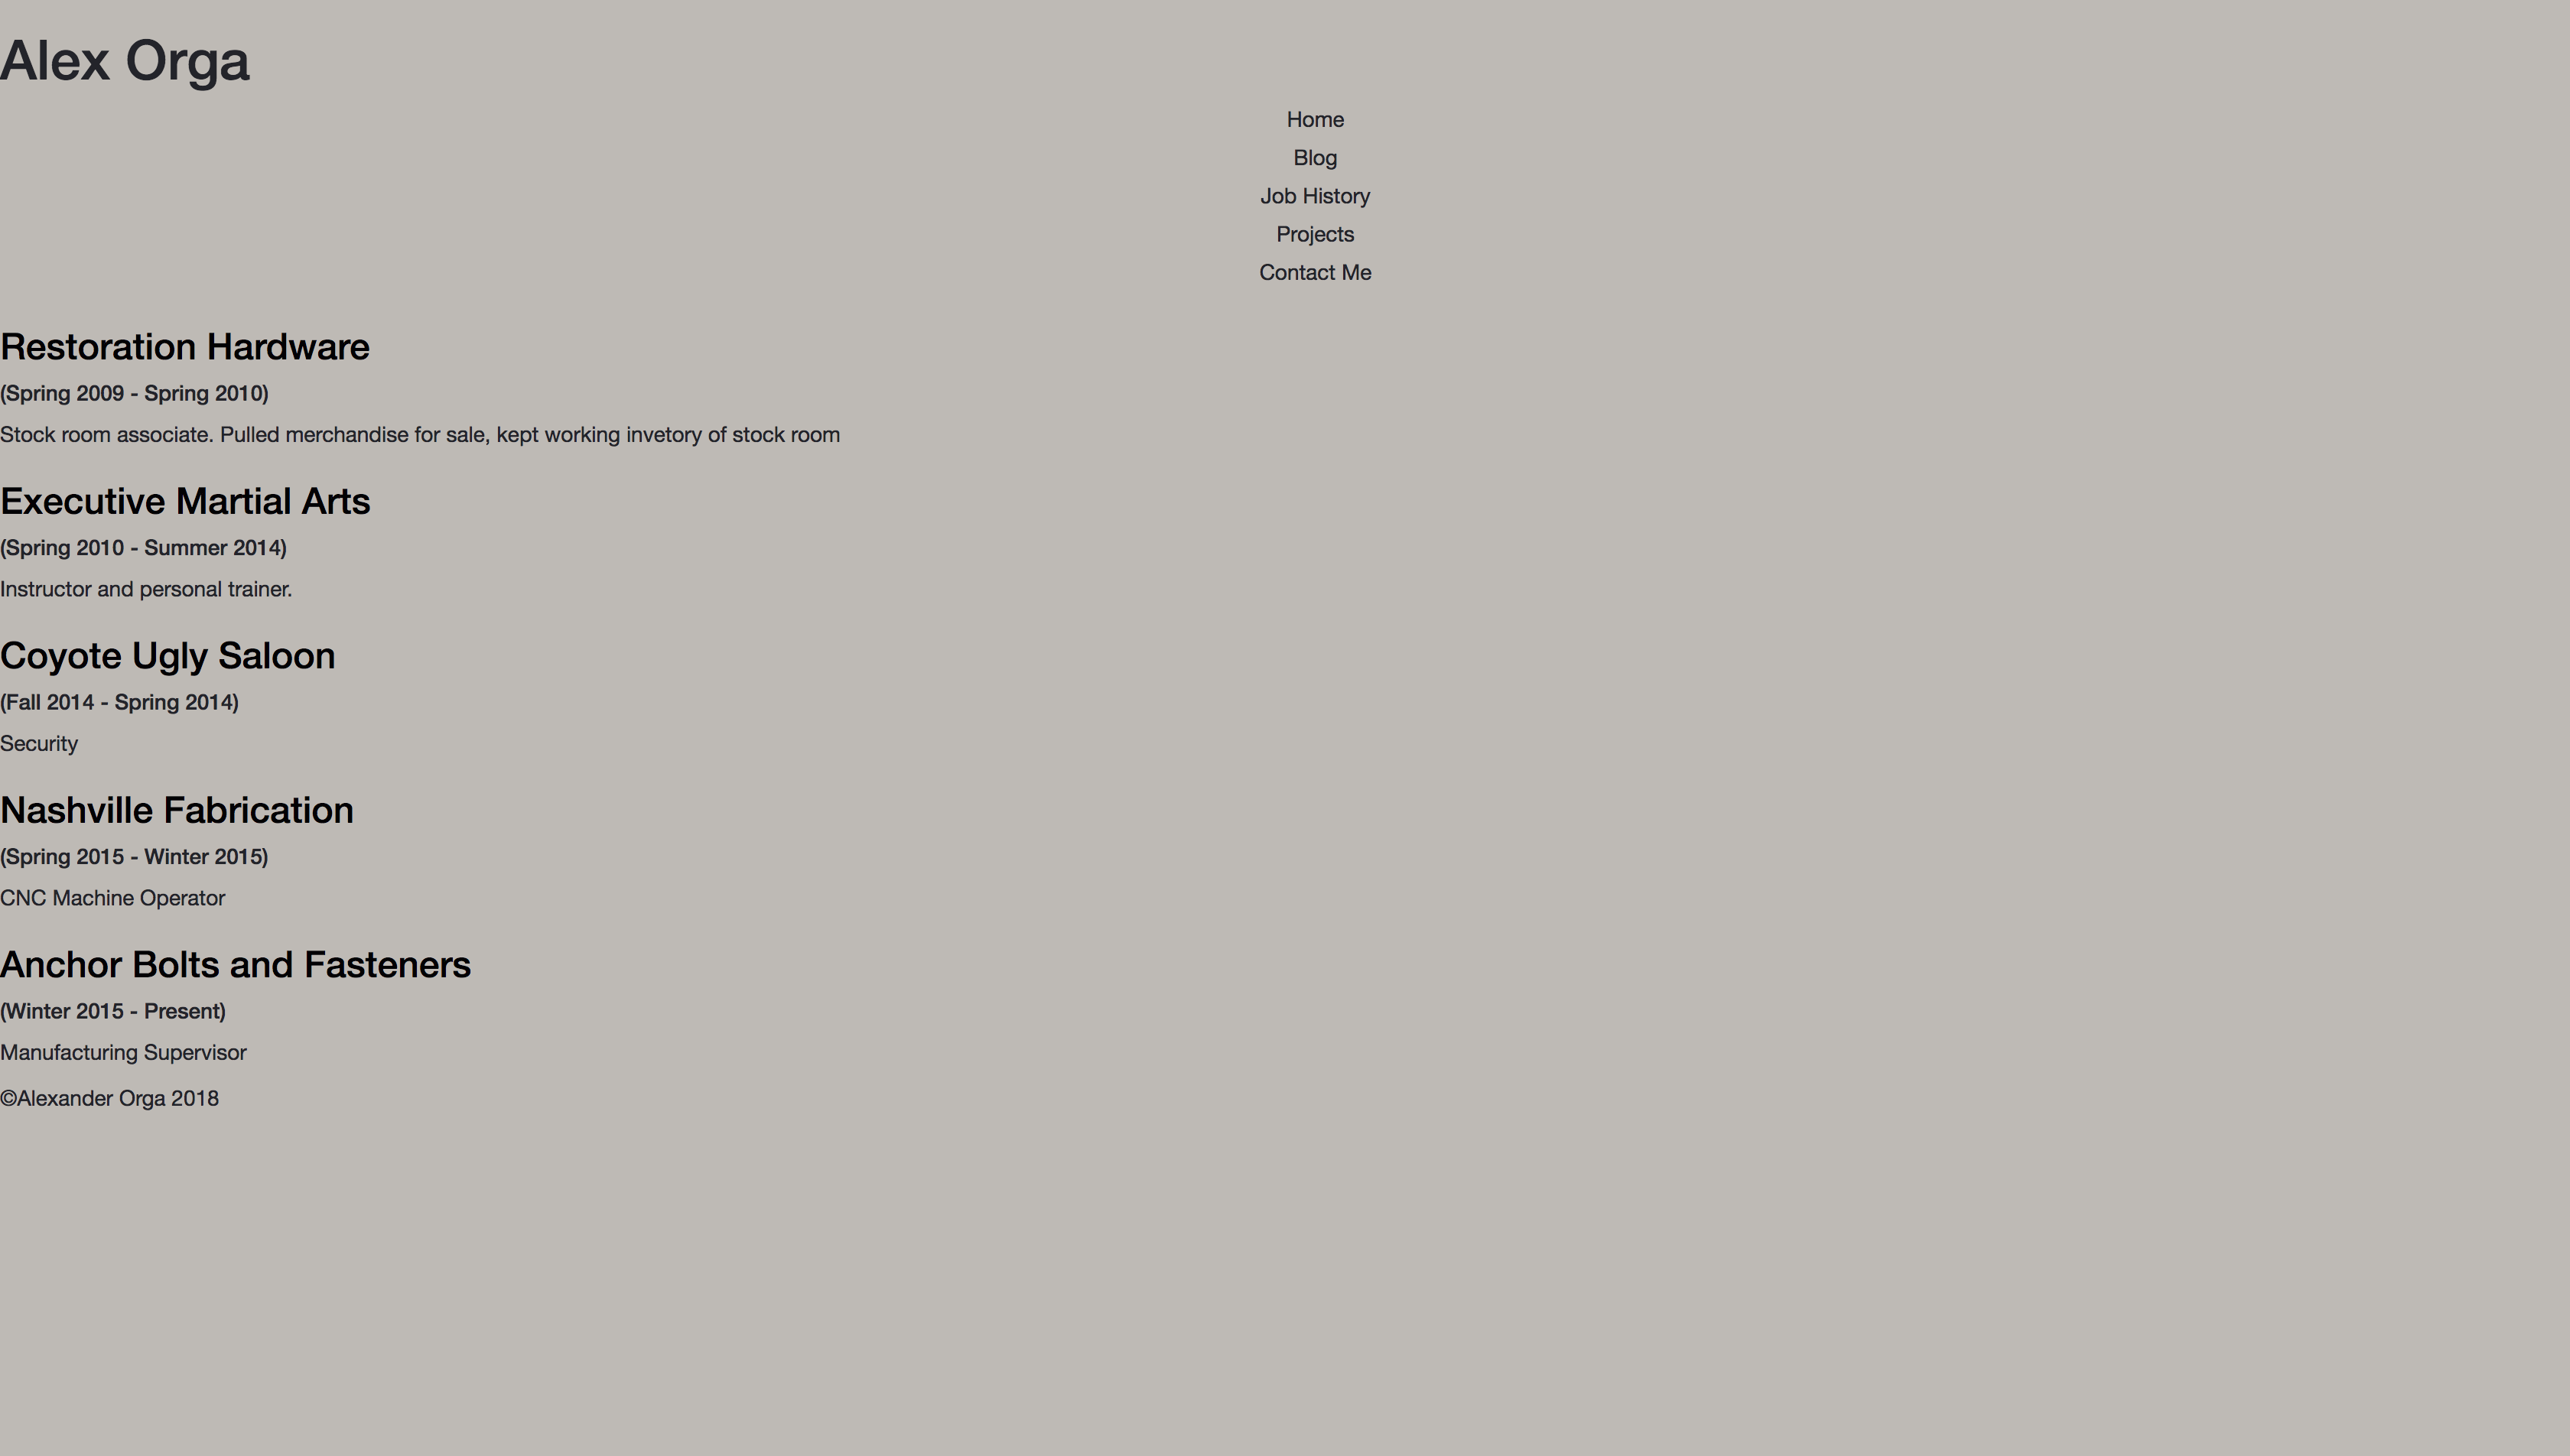 Alex Orga
Home
Blog
Job History
Projects
Contact Me
Restoration Hardware
(Spring 2009 - Spring 2010)
Stock room associate. Pulled merchandise for sale, kept working invetory of stock room
Executive Martial Arts
(Spring 2010 - Summer 2014)
Instructor and personal trainer.
Coyote Ugly Saloon
(Fall 2014 - Spring 2014)
Security
Nashville Fabrication
(Spring 2015 - Winter 2015)
CNC Machine Operator
Anchor Bolts and Fasteners
(Winter 2015 - Present)
Manufacturing Supervisor
©Alexander Orga 2018